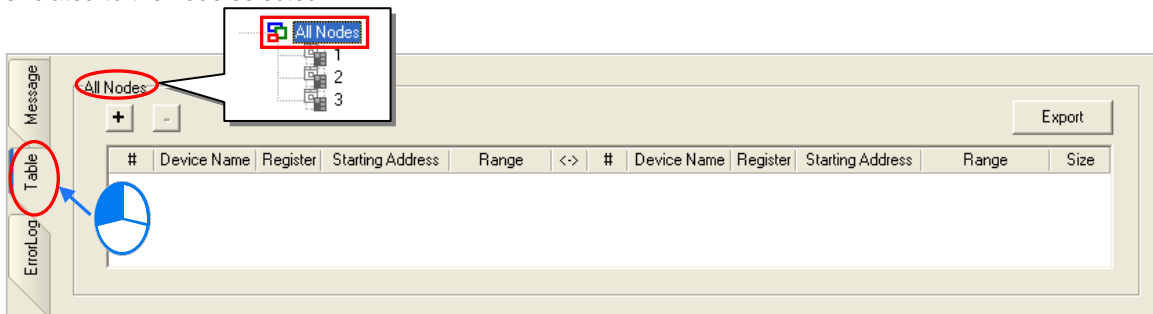 All Nodes
1
2
3
Message
Table
ErrorLog
All Nodes
+ -
Export
# Device Name Register Starting Address Range <-> # Device Name Register Starting Address Range Size